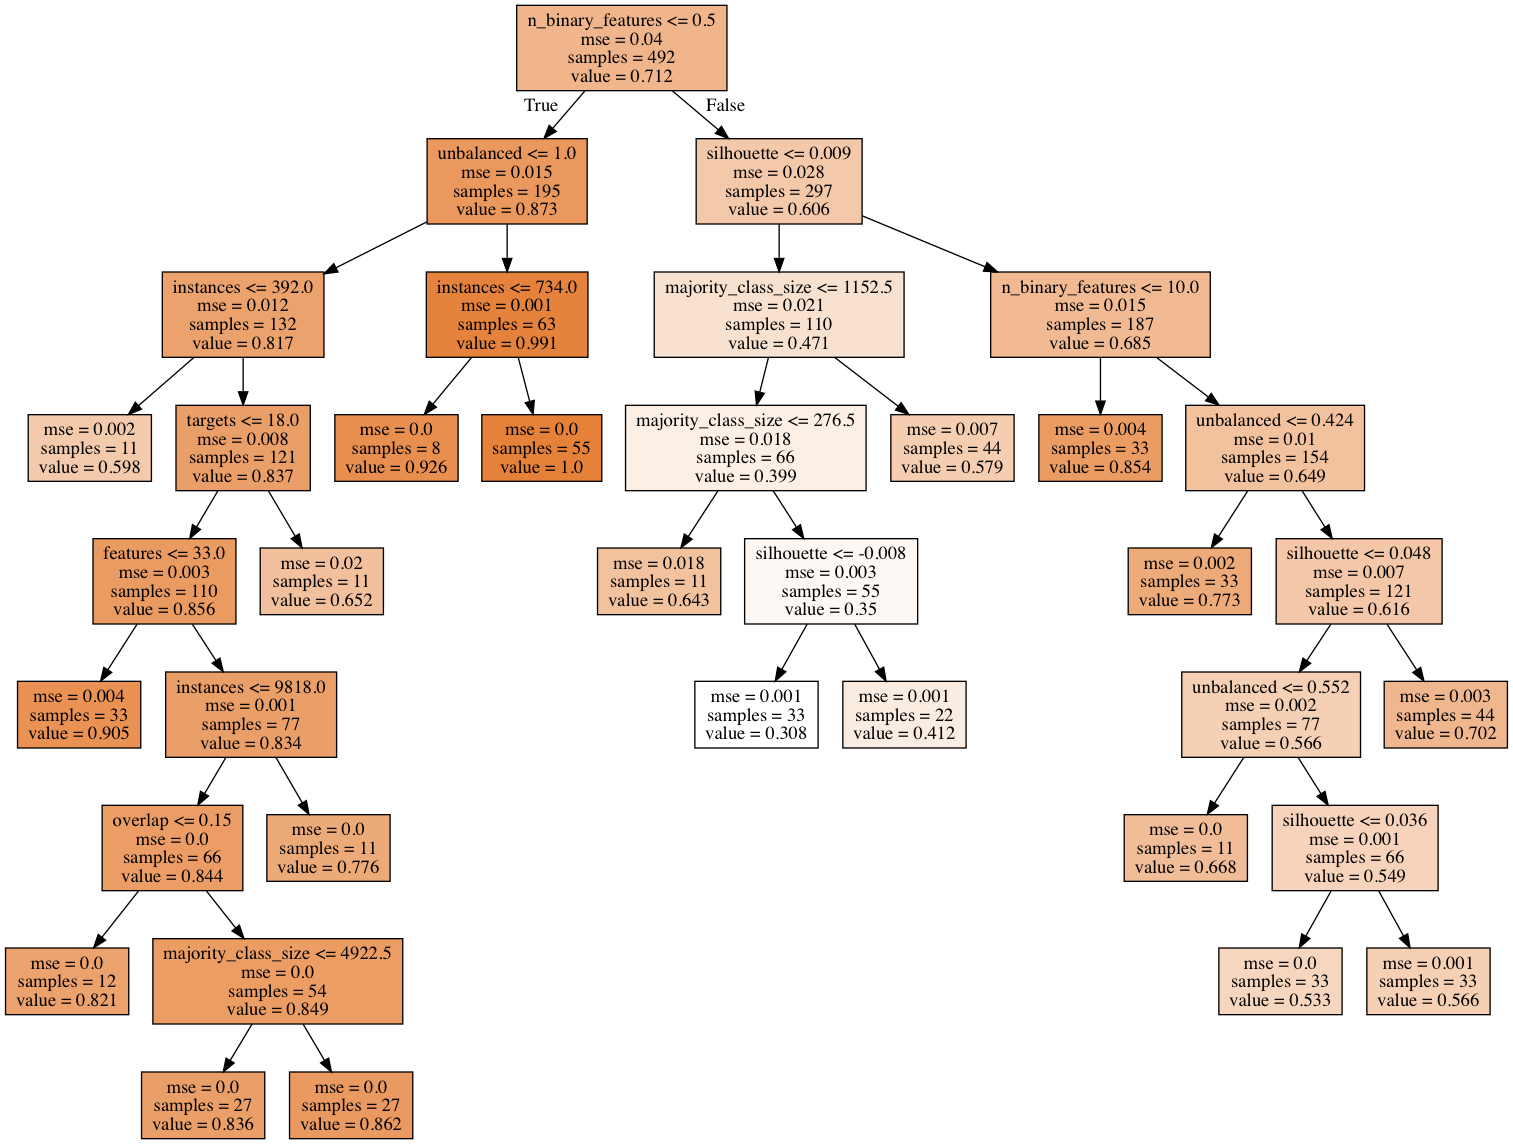 n_binary_features <= 0.5
mse = 0.04
samples = 492
value = 0.712
True
False
unbalanced <= 1.0
mse = 0.015
samples = 195
value = 0.873
silhouette <= 0.009
mse = 0.028
samples = 297
value = 0.606
instances <= 392.0
mse = 0.012
samples = 132
value = 0.817
instances <= 734.0
mse = 0.001
samples = 63
value = 0.991
majority_class_size <= 1152.5
mse = 0.021
samples = 110
value = 0.471
n_binary_features <= 10.0
mse = 0.015
samples = 187
value = 0.685
mse = 0.002
samples = 11
value = 0.598
targets <= 18.0
mse = 0.008
samples = 121
value = 0.837
mse = 0.0
samples = 8
value = 0.926
mse = 0.0
samples = 55
value = 1.0
majority_class_size <= 276.5
mse = 0.018
samples = 66
value = 0.399
mse = 0.007
samples = 44
value = 0.579
mse = 0.004
samples = 33
value = 0.854
unbalanced <= 0.424
mse = 0.01
samples = 154
value = 0.649
features <= 33.0
mse = 0.003
samples = 110
value = 0.856
mse = 0.02
samples = 11
value = 0.652
mse = 0.018
samples = 11
value = 0.643
silhouette <= -0.008
mse = 0.003
samples = 55
value = 0.35
mse = 0.002
samples = 33
value = 0.773
silhouette <= 0.048
mse = 0.007
samples = 121
value = 0.616
mse = 0.004
samples = 33
value = 0.905
instances <= 9818.0
mse = 0.001
samples = 77
value = 0.834
mse = 0.001
samples = 33
value = 0.308
mse = 0.001
samples = 22
value = 0.412
unbalanced <= 0.552
mse = 0.002
samples = 77
value = 0.566
mse = 0.003
samples = 44
value = 0.702
overlap <= 0.15
mse = 0.0
samples = 66
value = 0.844
mse = 0.0
samples = 11
value = 0.776
mse = 0.0
samples = 11
value = 0.668
silhouette <= 0.036
mse = 0.001
samples = 66
value = 0.549
mse = 0.0
samples = 12
value = 0.821
majority_class_size <= 4922.5
mse = 0.0
samples = 54
value = 0.849
mse = 0.0
samples = 33
value = 0.533
mse = 0.001
samples = 33
value = 0.566
mse = 0.0
samples = 27
value = 0.836
mse = 0.0
samples = 27
value = 0.862